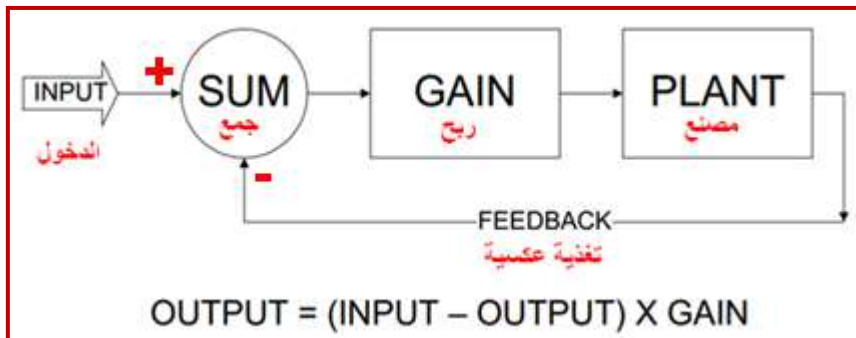 INPUT
الدخول
+
SUM
جمع
-
GAIN
ربح
PLANT
مصنع
FEEDBACK
تغذية عكسية
OUTPUT = (INPUT – OUTPUT) X GAIN